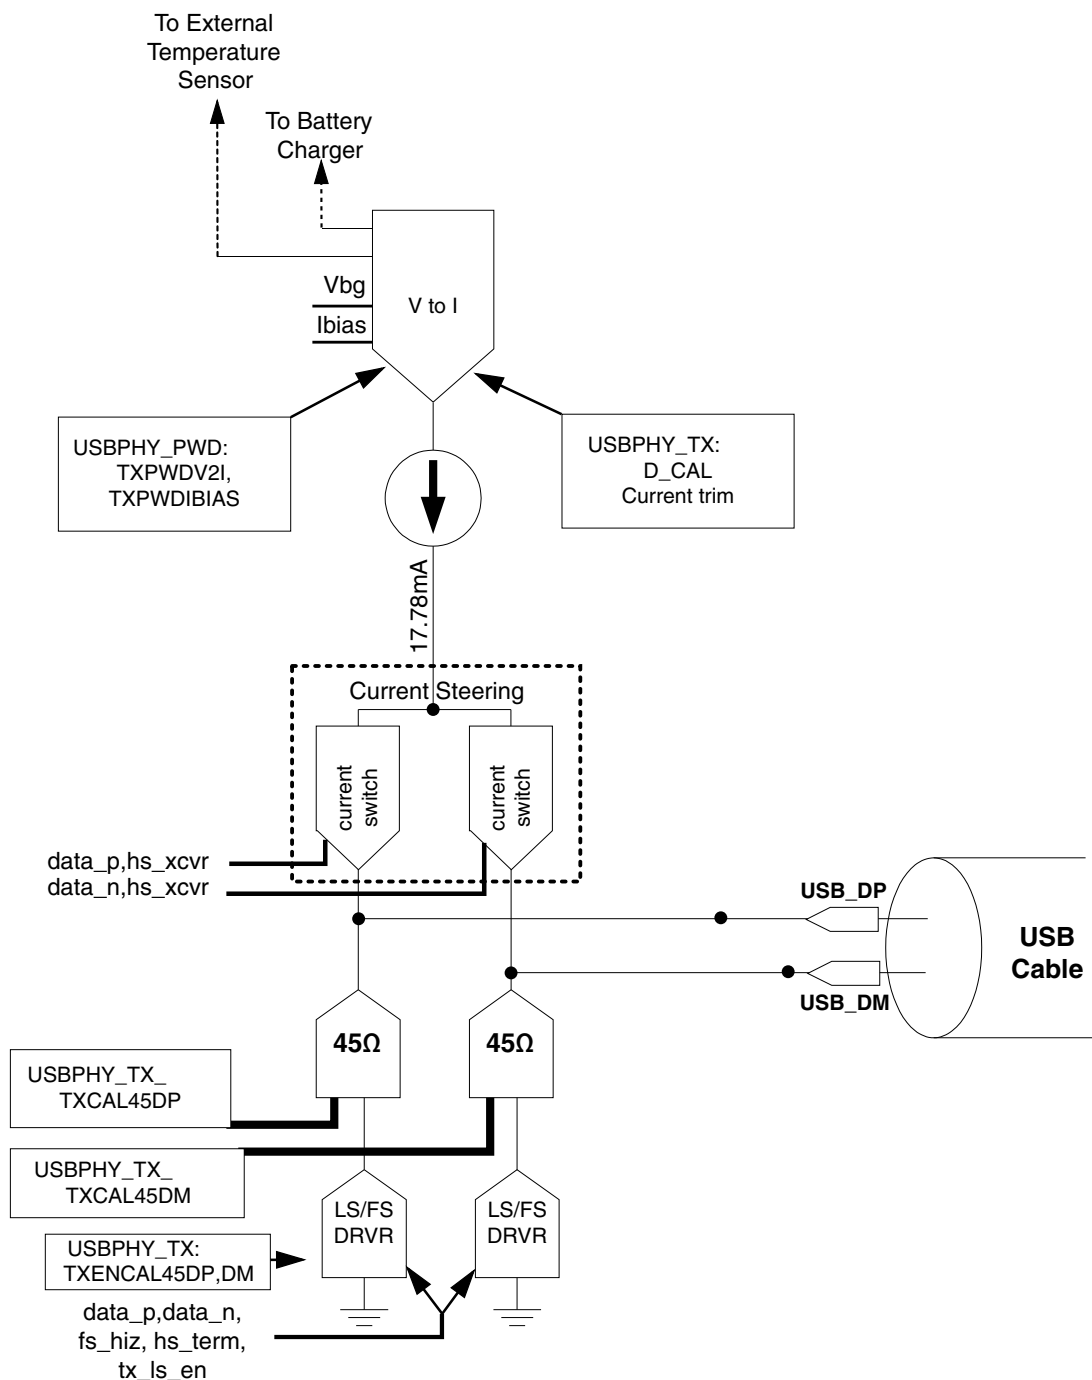 To External
Temperature
Sensor
To Battery
Charger
Vbg
Ibias
V to I
USBPHY_PWD:
TXPWDV2I,
TXPWDIBIAS
USBPHY_TX:
D_CAL
Current trim
17.78mA
Current Steering
current
switch
current
switch
data_p,hs_xcvr
data_n,hs_xcvr
USB_DP
USB_DM
USB
Cable
45Ω
45Ω
USBPHY_TX_
TXCAL45DP
USBPHY_TX_
TXCAL45DM
LS/FS
DRVR
LS/FS
DRVR
USBPHY_TX:
TXENCAL45DP,DM
data_p,data_n,
fs_hiz, hs_term,
tx_ls_en